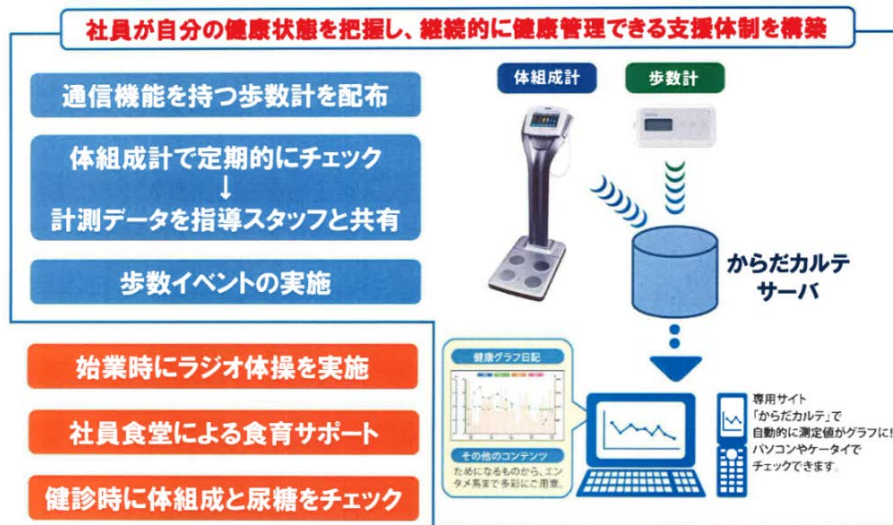 社員が自分の健康状態を把握し、継続的に健康管理できる支援体制を構築
通信機能を持つ歩数計を配布
体組成計で定期的にチェック
↓
計測データを指導スタッフと共有
歩数イベントの実施
始業時にラジオ体操を実施
社員食堂による食育サポート
健診時に体組成と尿糖をチェック
体組成計
歩数計
からだカルテ
サーバ
健康グラフ日記
その他のコンテンツ
ためになるものから、エン
タメ系まで多彩にご用意。
専用サイト
「からだカルテ」で
自動的に測定値がグラフに!
パソコンやケータイで
チェックできます。